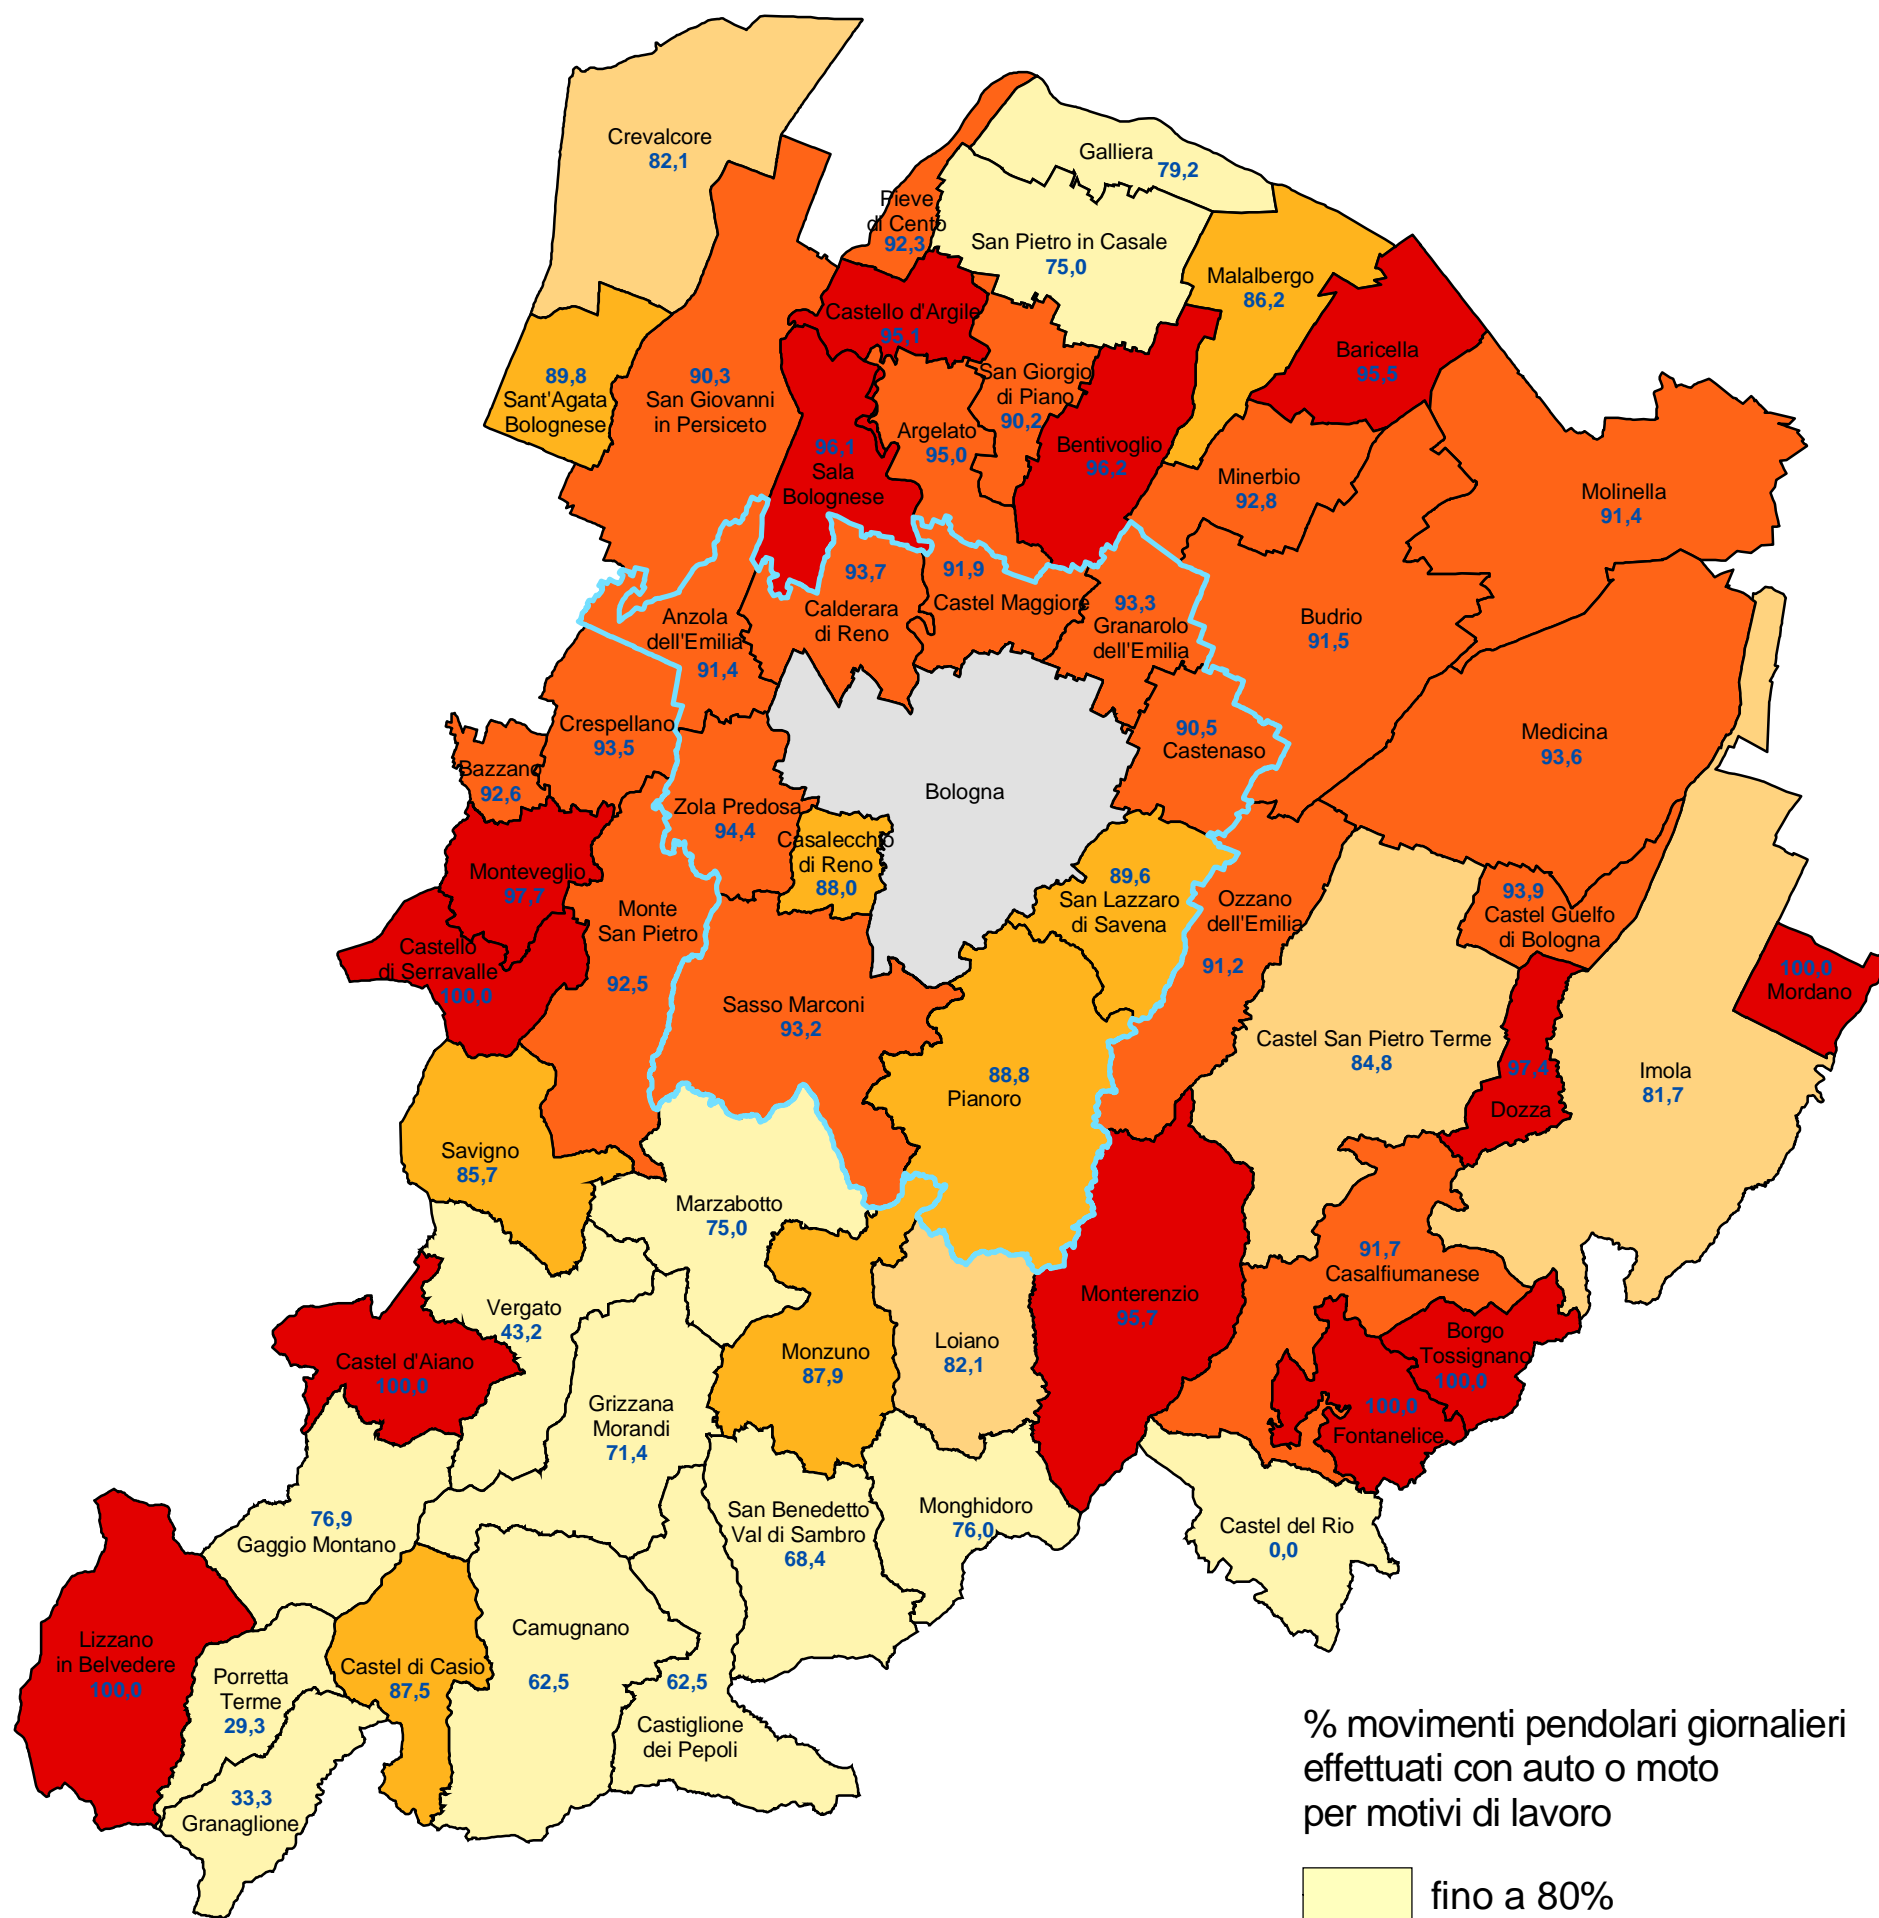 Crevalcore
82,1
Galliera
79,2
Pieve
di Cento
92,3
San Pietro in Casale
75,0
Malalbergo
86,2
Castello d'Argile
95,1
Baricella
95,5
89,8
Sant'Agata
Bolognese
90,3
San Giovanni
in Persiceto
San Giorgio
di Piano
90,2
Argelato
95,0
Bentivoglio
96,2
96,1
Sala
Bolognese
Minerbio
92,8
Molinella
91,4
93,7
Calderara
di Reno
91,9
Castel Maggiore
93,3
Granarolo
dell'Emilia
Anzola
dell'Emilia
91,4
Budrio
91,5
Crespellano
93,5
90,5
Castenaso
Medicina
93,6
Bazzano
92,6
Bologna
Zola Predosa
94,4
Casalecchio
di Reno
88,0
Monteveglio
97,7
89,6
San Lazzaro
di Savena
93,9
Castel Guelfo
di Bologna
Monte
San Pietro
92,5
Ozzano
dell'Emilia
91,2
Castello
di Serravalle
100,0
100,0
Mordano
Sasso Marconi
93,2
Castel San Pietro Terme
84,8
97,4
Dozza
Imola
81,7
88,8
Pianoro
Savigno
85,7
Marzabotto
75,0
91,7
Casalfiumanese
Vergato
43,2
Monterenzio
95,7
Castel d'Aiano
100,0
Monzuno
87,9
Loiano
82,1
Borgo
Tossignano
100,0
Grizzana
Morandi
71,4
100,0
Fontanelice
76,9
Gaggio Montano
San Benedetto
Val di Sambro
68,4
Monghidoro
76,0
Castel del Rio
0,0
Lizzano
in Belvedere
100,0
Camugnano
62,5
Porretta
Terme
29,3
Castel di Casio
87,5
62,5
Castiglione
dei Pepoli
33,3
Granaglione
% movimenti pendolari giornalieri
effettuati con auto o moto
per motivi di lavoro
fino a 80%